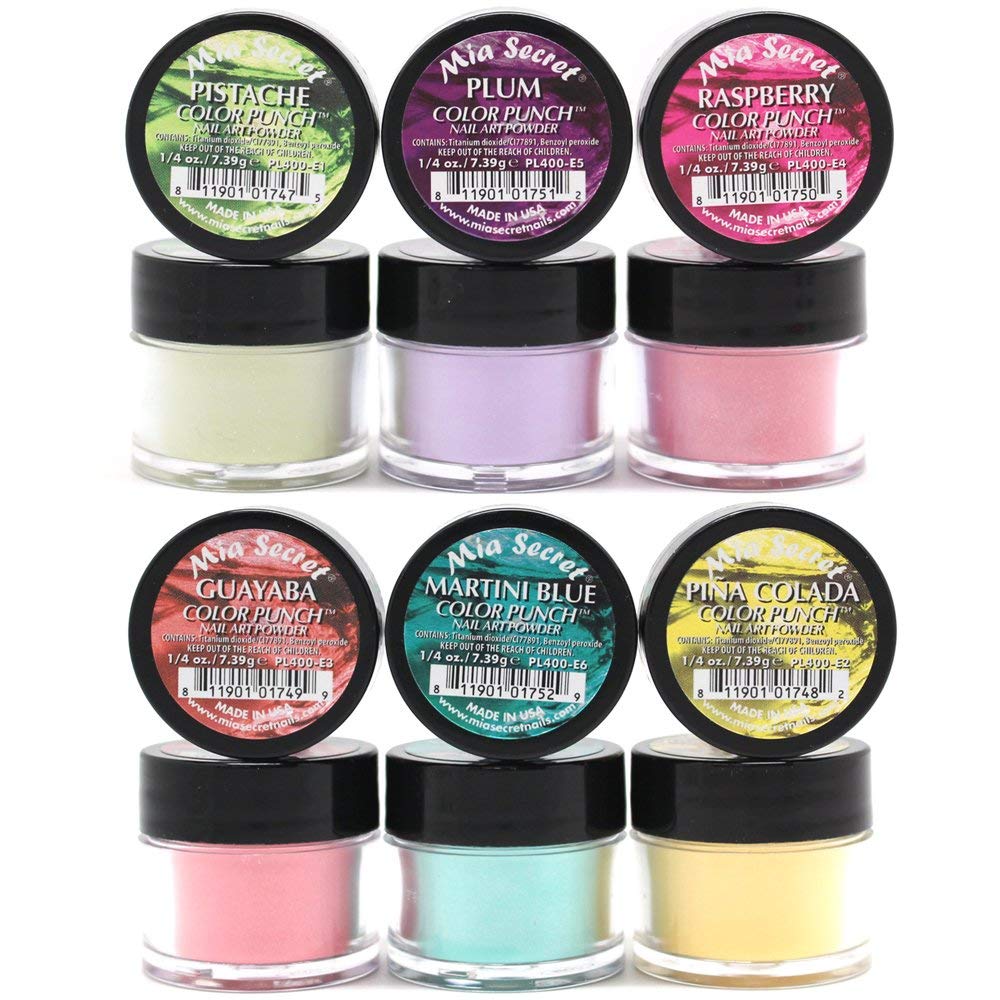 Mia Secret®
PISTACHE
COLOR PUNCH™
NAIL ART POWDER
CONTAINS: Titanium dioxide/CI77891, Benzoyl peroxide
KEEP OUT OF THE REACH OF CHILDREN.
1/4 oz./7.39g℮ PL400-E1
8 11901 01747 5
MADE IN USA
www.miasecretnails.com
Mia Secret®
PLUM
COLOR PUNCH™
NAIL ART POWDER
CONTAINS: Titanium dioxide/CI77891, Benzoyl peroxide
KEEP OUT OF THE REACH OF CHILDREN.
1/4 oz./7.39g℮ PL400-E5
8 11901 01751 2
MADE IN USA
www.miasecretnails.com
Mia Secret®
RASPBERRY
COLOR PUNCH™
NAIL ART POWDER
CONTAINS: Titanium dioxide/CI77891, Benzoyl peroxide
KEEP OUT OF THE REACH OF CHILDREN.
1/4 oz./7.39g℮ PL400-E4
8 11901 01750 5
MADE IN USA
www.miasecretnails.com
Mia Secret®
GUAYABA
COLOR PUNCH™
NAIL ART POWDER
CONTAINS: Titanium dioxide/CI77891, Benzoyl peroxide
KEEP OUT OF THE REACH OF CHILDREN.
1/4 oz./7.39g℮ PL400-E3
8 11901 01749 9
MADE IN USA
www.miasecretnails.com
Mia Secret®
MARTINI BLUE
COLOR PUNCH™
NAIL ART POWDER
CONTAINS: Titanium dioxide/CI77891, Benzoyl peroxide
KEEP OUT OF THE REACH OF CHILDREN.
1/4 oz./7.39g℮ PL400-E6
8 11901 01752 9
MADE IN USA
www.miasecretnails.com
Mia Secret®
PIÑA COLADA
COLOR PUNCH™
NAIL ART POWDER
CONTAINS: Titanium dioxide/CI77891, Benzoyl peroxide
KEEP OUT OF THE REACH OF CHILDREN.
1/4 oz./7.39g℮ PL400-E2
8 11901 01748 2
MADE IN USA
www.miasecretnails.com